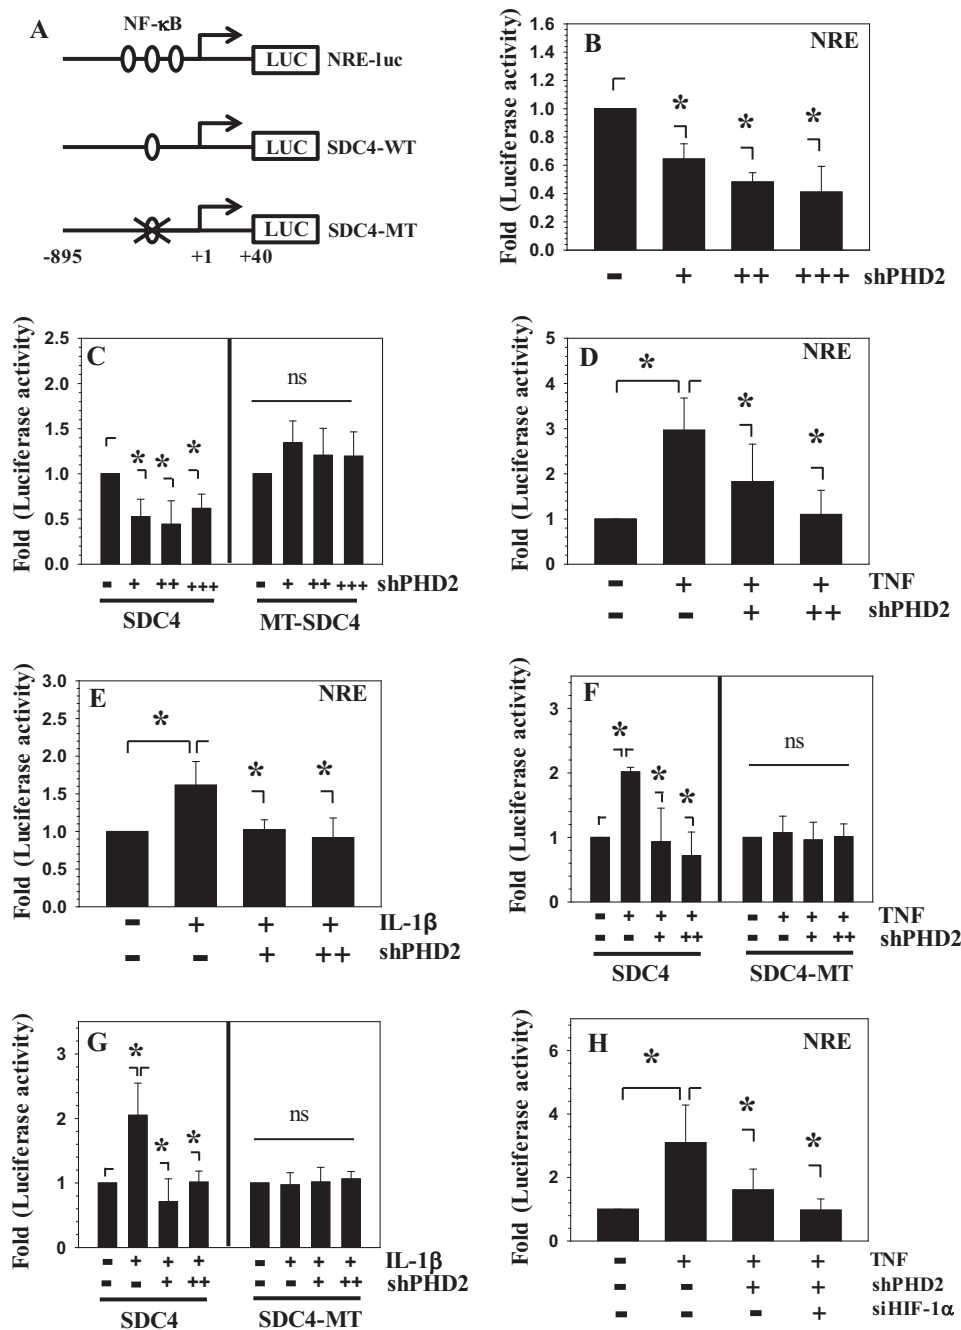 A
NF-κB
LUC
NRE-luc
LUC
SDC4-WT
LUC
SDC4-MT
-895
+1
+40
B
NRE
Fold (Luciferase activity)
1.6
1.4
1.2
1.0
0.8
0.6
0.4
0.2
0.0
*
*
*
- + ++ +++ shPHD2
C
Fold (Luciferase activity)
2.5
2.0
1.5
1.0
0.5
0.0
*
*
*
ns
- + ++ +++ - + ++ +++ shPHD2
SDC4
MT-SDC4
D
NRE
Fold (Luciferase activity)
5
4
3
2
1
0
*
*
*
- + + + TNF
- - + ++ shPHD2
E
NRE
Fold (Luciferase activity)
3.0
2.5
2.0
1.5
1.0
0.5
0.0
*
*
*
- + + + IL-1β
- - + ++ shPHD2
F
Fold (Luciferase activity)
3
2
1
0
*
*
*
ns
- + + + - + + + TNF
- - + ++ - - + ++ shPHD2
SDC4
SDC4-MT
G
Fold (Luciferase activity)
3
2
1
0
*
*
*
ns
- + + + - + + + IL-1β
- - + ++ - - + ++ shPHD2
SDC4
SDC4-MT
H
NRE
Fold (Luciferase activity)
6
4
2
0
*
*
*
- + + + TNF
- - + + shPHD2
- - - + siHIF-1α